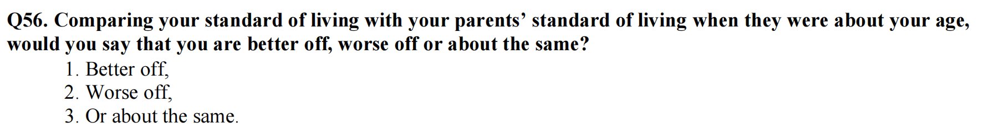 Q56. Comparing your standard of living with your parents’ standard of living when they were about your age,
would you say that you are better off, worse off or about the same?
1. Better off,
2. Worse off,
3. Or about the same.